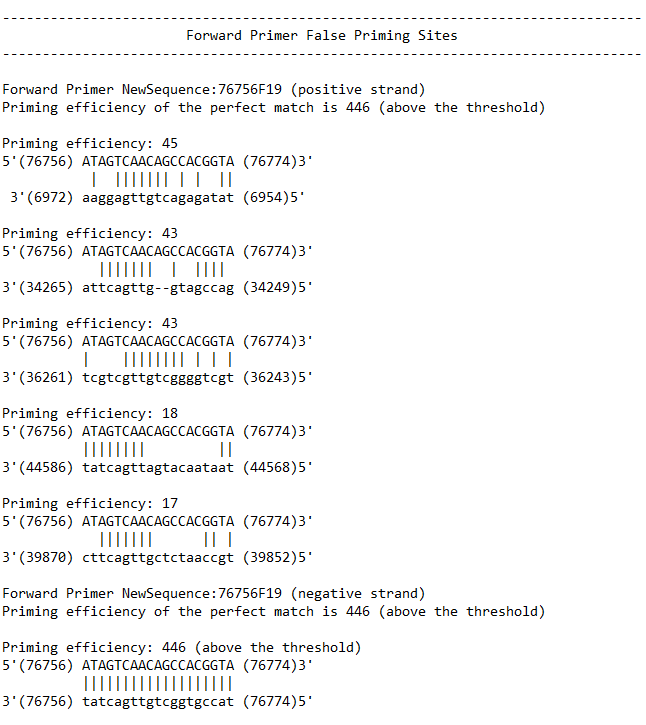 --------------------------------------------------------------------------------
Forward Primer False Priming Sites
--------------------------------------------------------------------------------
Forward Primer NewSequence:76756F19 (positive strand)
Priming efficiency of the perfect match is 446 (above the threshold)
Priming efficiency: 45
5'(76756) ATAGTCAACAGCCACGGTA (76774)3'
 |  ||||||| | |  ||
3'(6972) aaggagttgtcagagatat (6954)5'
Priming efficiency: 43
5'(76756) ATAGTCAACAGCCACGGTA (76774)3'
  |||||||  |  ||||
3'(34265) attcagttg--gtagccag (34249)5'
Priming efficiency: 43
5'(76756) ATAGTCAACAGCCACGGTA (76774)3'
|    |||||||| | | |
3'(36261) tcgtcgttgtcggggtcgt (36243)5'
Priming efficiency: 18
5'(76756) ATAGTCAACAGCCACGGTA (76774)3'
||||||||         ||
3'(44586) tatcagttagtacaataat (44568)5'
Priming efficiency: 17
5'(76756) ATAGTCAACAGCCACGGTA (76774)3'
  |||||||      || |
3'(39870) cttcagttgctctaaccgt (39852)5'
Forward Primer NewSequence:76756F19 (negative strand)
Priming efficiency of the perfect match is 446 (above the threshold)
Priming efficiency: 446 (above the threshold)
5'(76756) ATAGTCAACAGCCACGGTA (76774)3'
|||||||||||||||||||
3'(76756) tatcagttgtcggtgccat (76774)5'